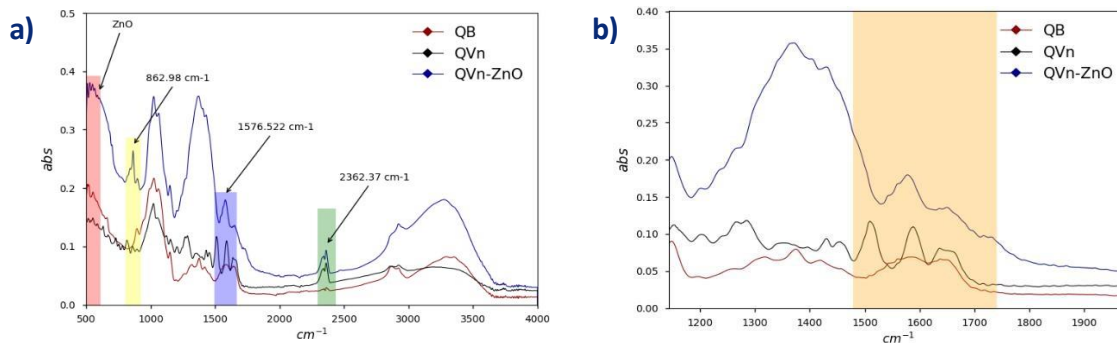 a)
ZnO
862.98 cm-1
1576.522 cm-1
2362.37 cm-1
QB
QVn
QVn-ZnO
abs
0.5
0.4
0.3
0.2
0.1
0.0
500 1000 1500 2000 2500 3000 3500 4000
cm⁻¹
b)
QB
QVn
QVn-ZnO
abs
0.40
0.35
0.30
0.25
0.20
0.15
0.10
0.05
0.00
1200 1300 1400 1500 1600 1700 1800 1900
cm⁻¹